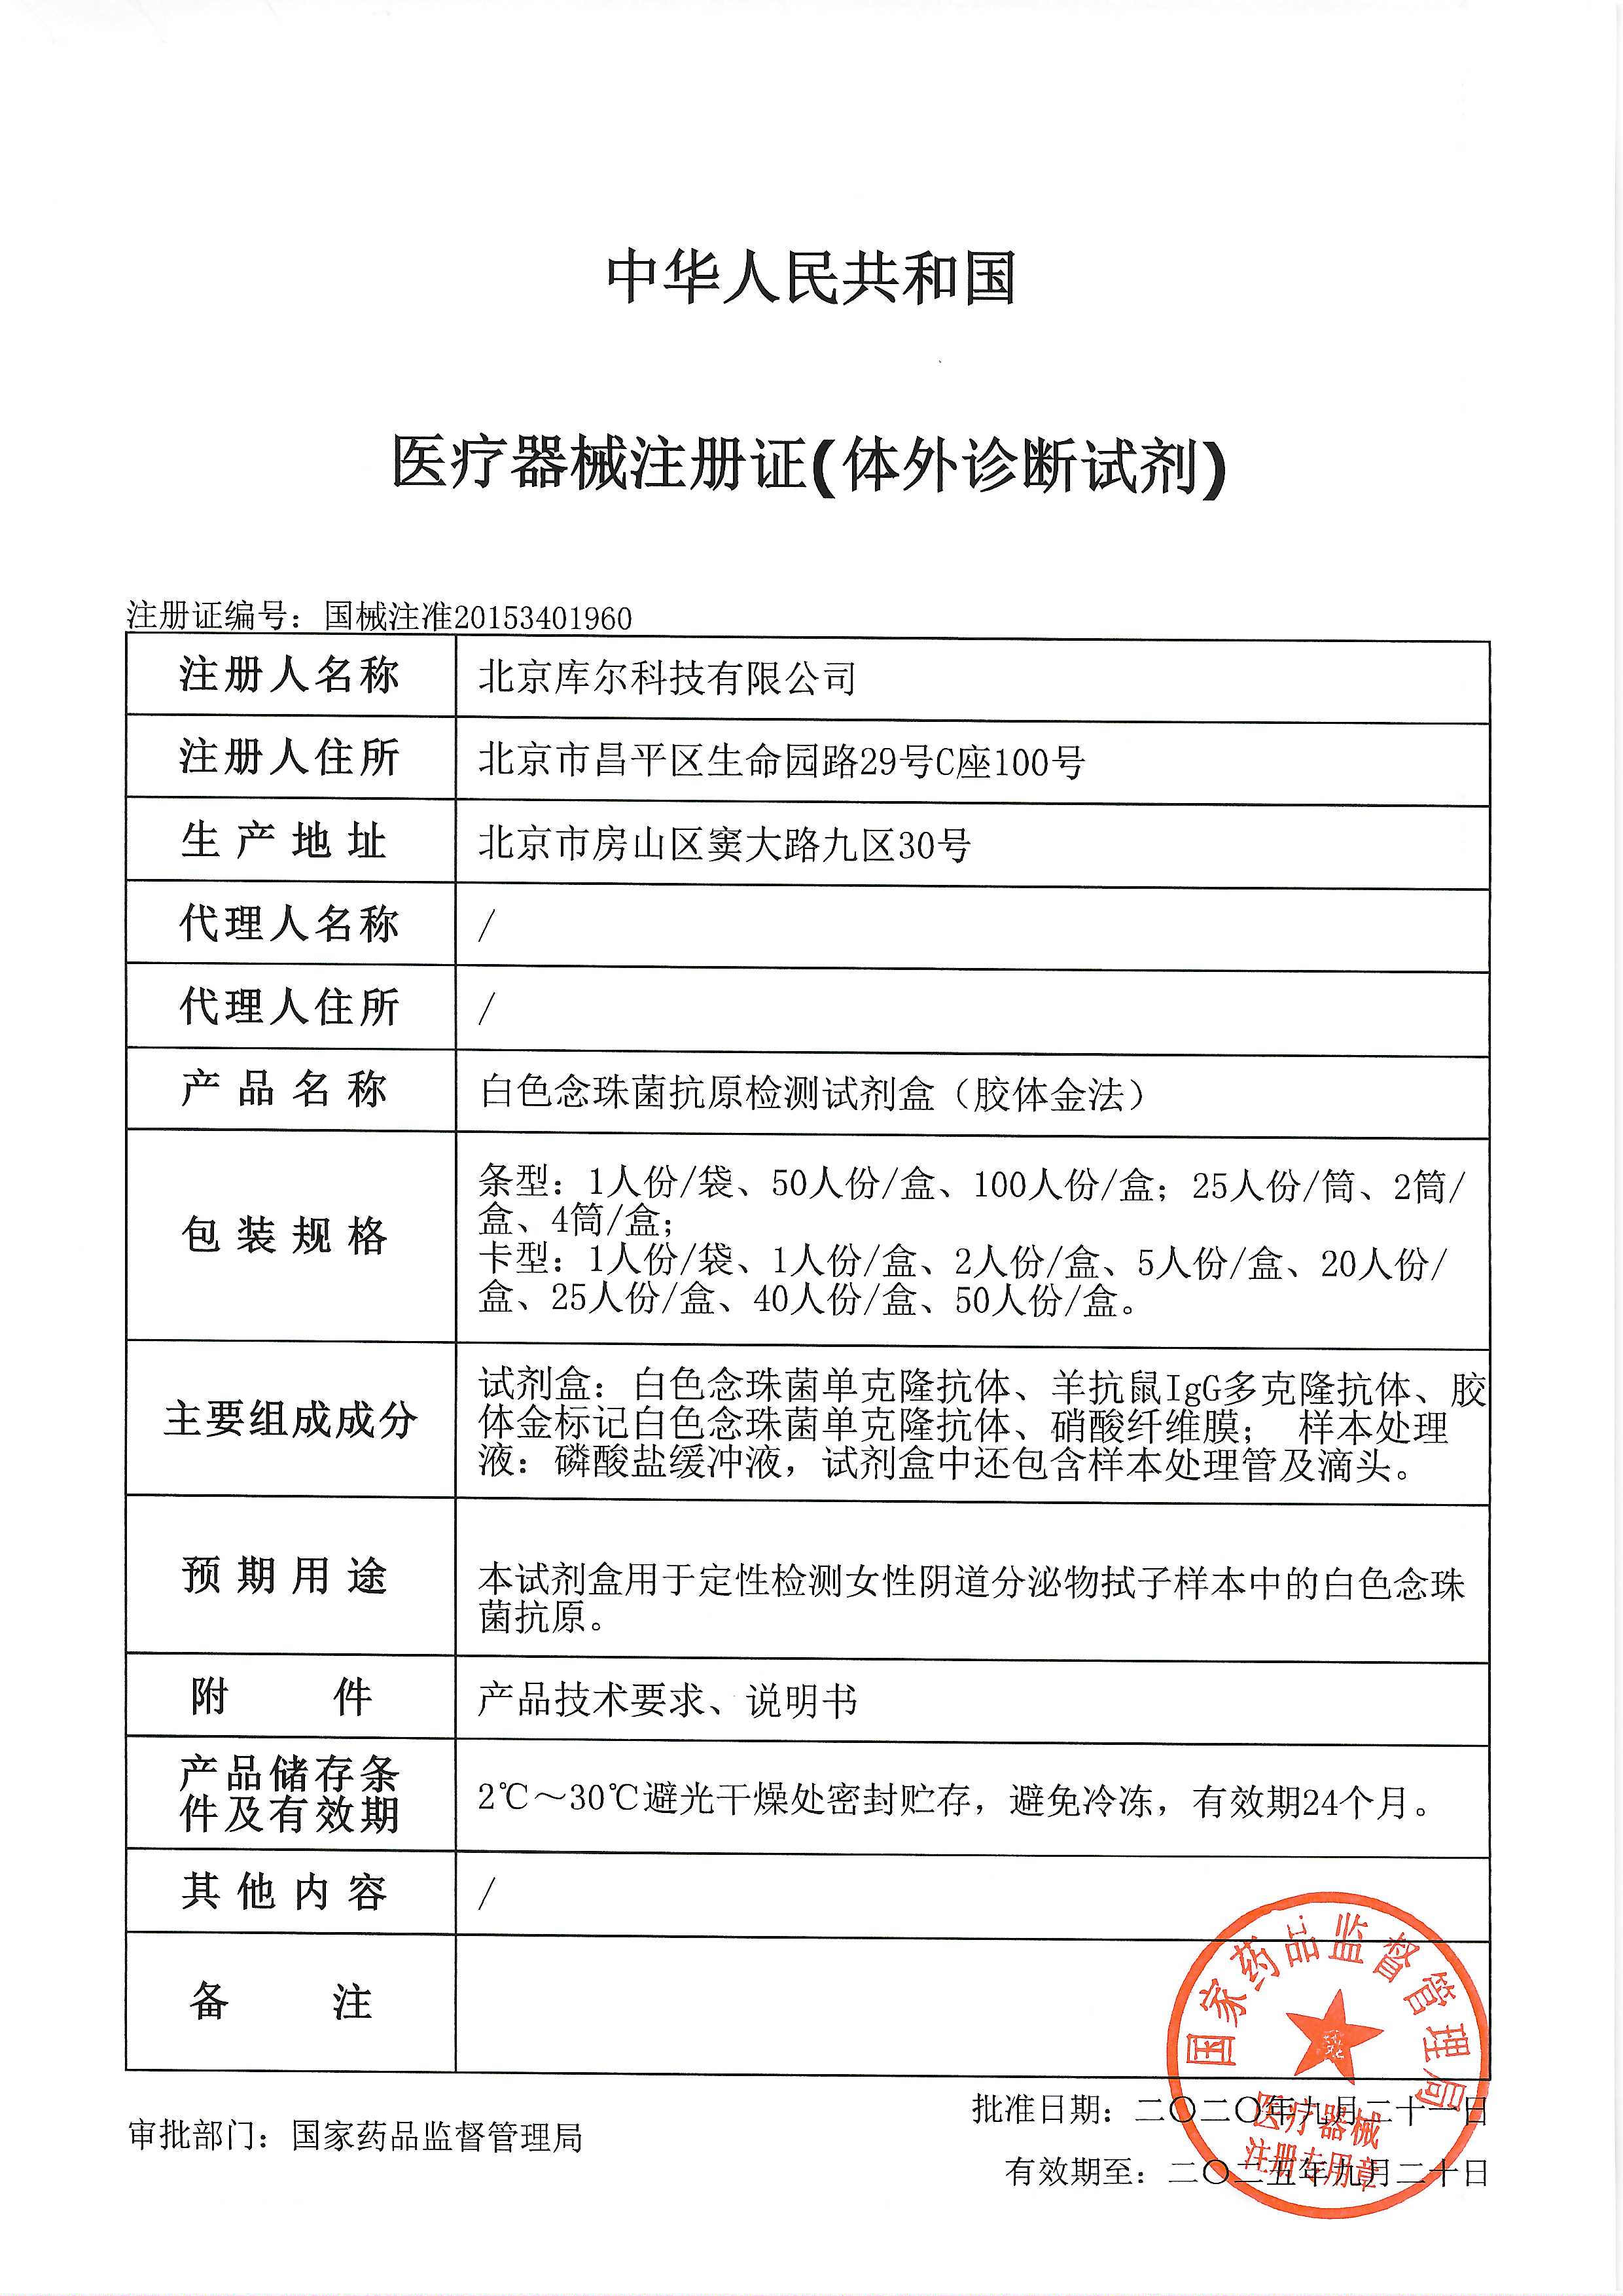 中华人民共和国
医疗器械注册证(体外诊断试剂)
注册证编号：国械注准20153401960
注册人名称
北京库尔科技有限公司
注册人住所
北京市昌平区生命园路29号C座100号
生产地址
北京市房山区窦大路九区30号
代理人名称
/
代理人住所
/
产品名称
白色念珠菌抗原检测试剂盒（胶体金法）
包装规格
条型：1人份/袋、50人份/盒、100人份/盒；25人份/筒、2筒/
盒、4筒/盒；
卡型：1人份/袋、1人份/盒、2人份/盒、5人份/盒、20人份/
盒、25人份/盒、40人份/盒、50人份/盒。
主要组成成分
试剂盒：白色念珠菌单克隆抗体、羊抗鼠IgG多克隆抗体、胶
体金标记白色念珠菌单克隆抗体、硝酸纤维膜； 样本处理
液：磷酸盐缓冲液，试剂盒中还包含样本处理管及滴头。
预期用途
本试剂盒用于定性检测女性阴道分泌物拭子样本中的白色念珠
菌抗原。
附件
产品技术要求、说明书
产品储存条
件及有效期
2℃～30℃避光干燥处密封贮存，避免冷冻，有效期24个月。
其他内容
/
备注
国家药品监督管理局
医疗器械
注册专用章
审批部门：国家药品监督管理局
批准日期：二〇二〇年九月二十一日
有效期至：二〇二五年九月二十日